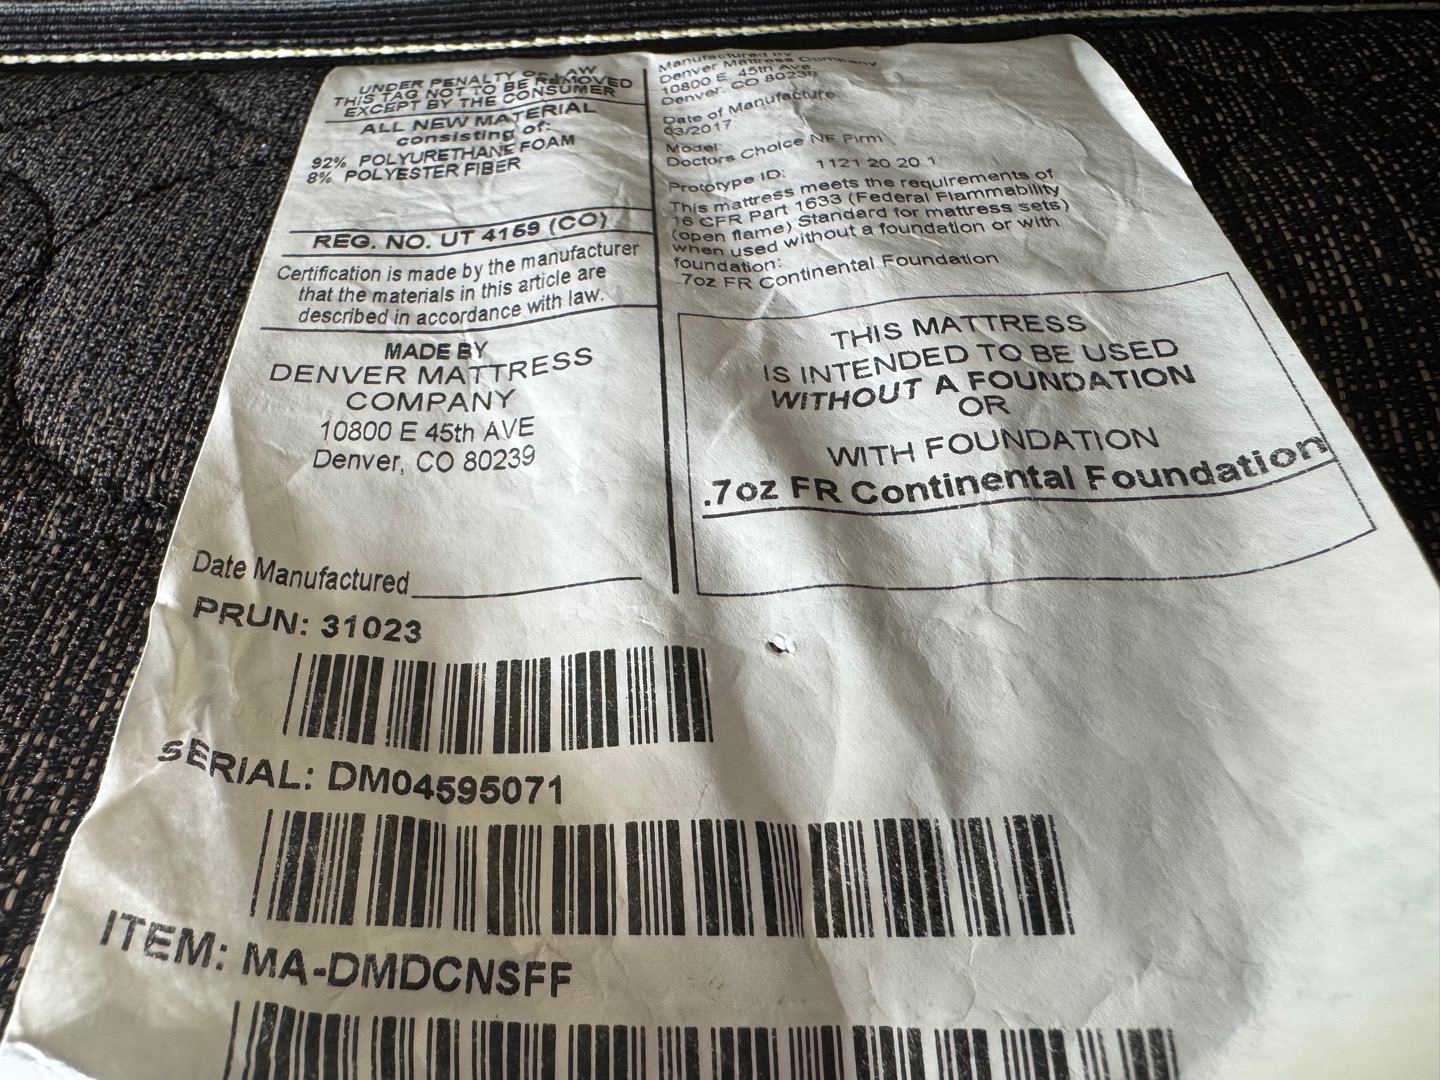 UNDER PENALTY OF LAW
THIS TAG NOT TO BE REMOVED
EXCEPT BY THE CONSUMER
ALL NEW MATERIAL
consisting of:
92% POLYURETHANE FOAM
8% POLYESTER FIBER
REG. NO. UT 4159 (CO)
Certification is made by the manufacturer
that the materials in this article are
described in accordance with law.
MADE BY
DENVER MATTRESS
COMPANY
10800 E 45th AVE
Denver, CO 80239
Date Manufactured
Manufactured by
Denver Mattress Company
10800 E. 45th Ave
Denver, CO 80239
Date of Manufacture:
03/2017
Model:
Doctors Choice NF Firm
Prototype ID: 1121 20 20 1
This mattress meets the requirements of
16 CFR Part 1633 (Federal Flammability
(open flame) Standard for mattress sets)
when used without a foundation or with
foundation:
.7oz FR Continental Foundation
THIS MATTRESS
IS INTENDED TO BE USED
WITHOUT A FOUNDATION
OR
WITH FOUNDATION
.7oz FR Continental Foundation
PRUN: 31023
SERIAL: DM04595071
ITEM: MA-DMDCNSFF